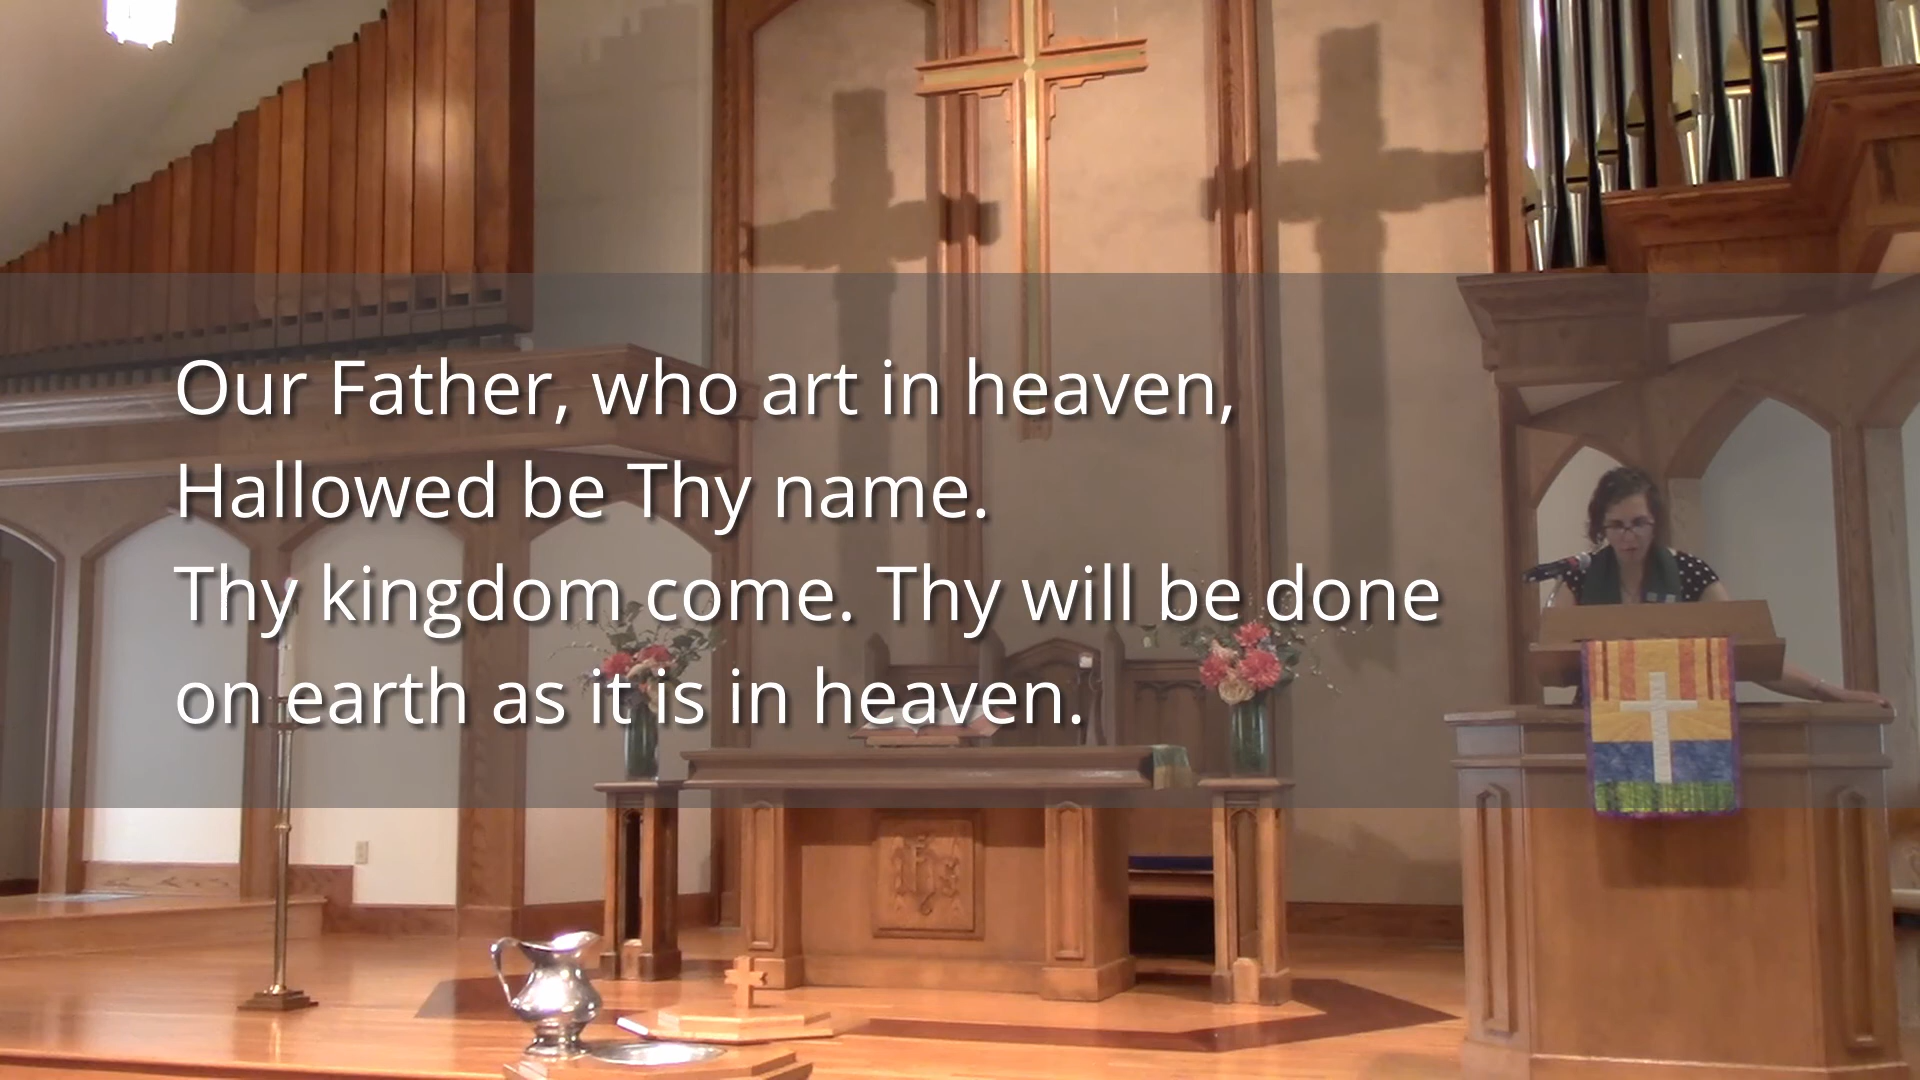 Our Father, who art in heaven,
Hallowed be Thy name.
Thy kingdom come. Thy will be done
on earth as it is in heaven.